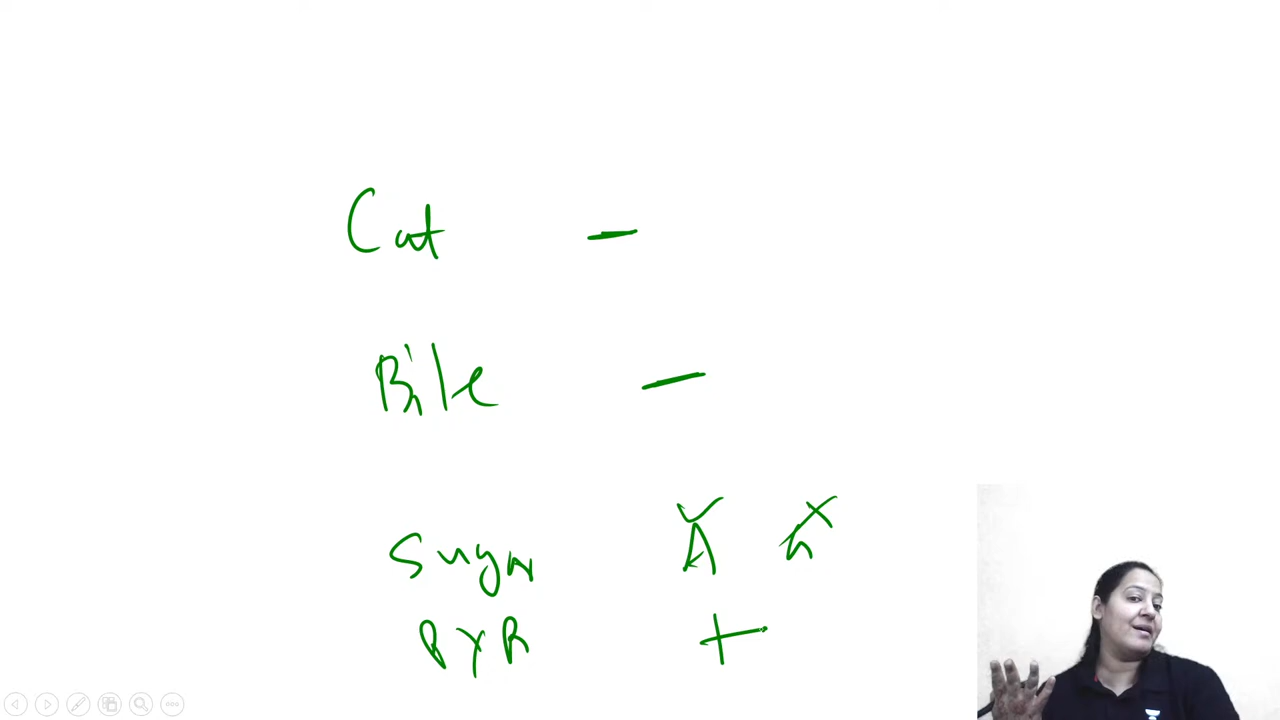 Cat –
Bile –
Sugar A
PYR +